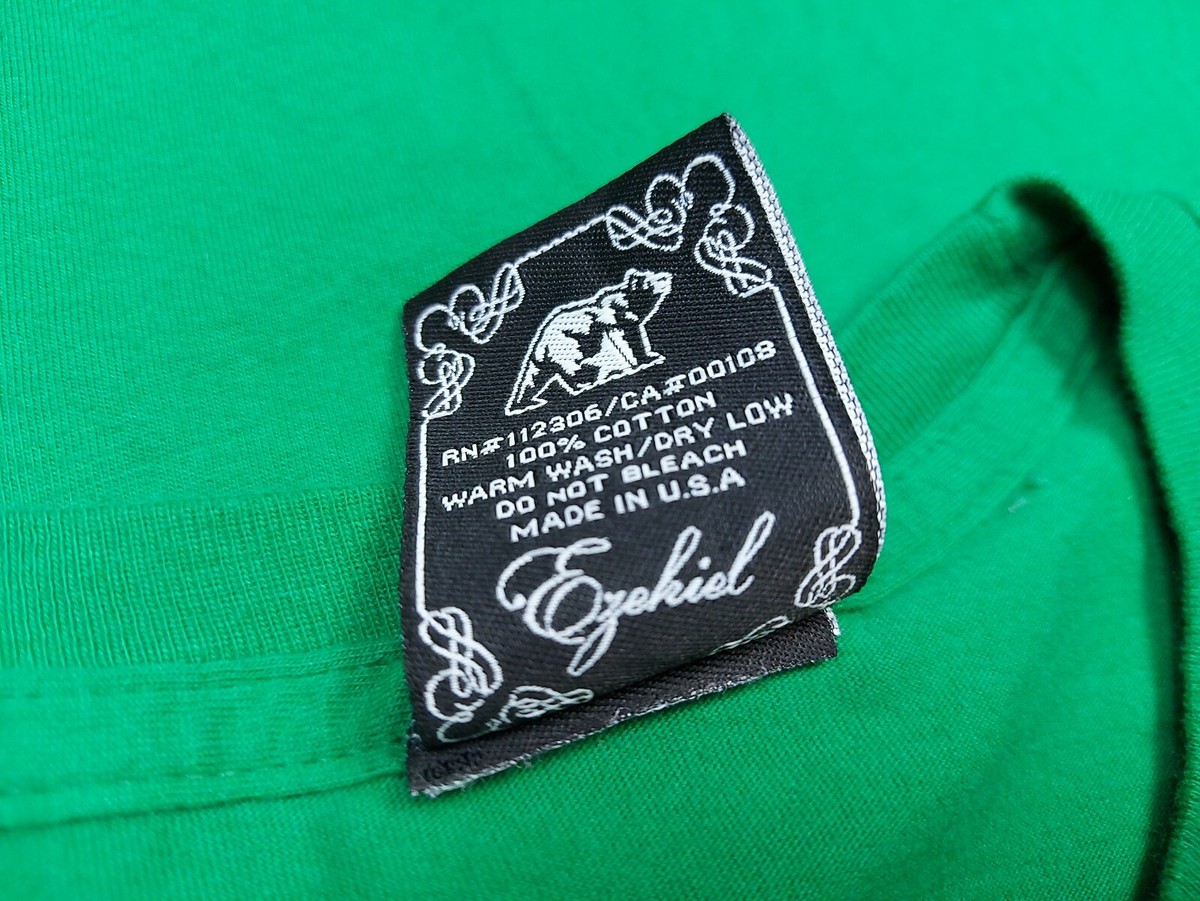 RN#112306/CA#00108
100% COTTON
WARM WASH/DRY LOW
DO NOT BLEACH
MADE IN U.S.A
Ezekiel